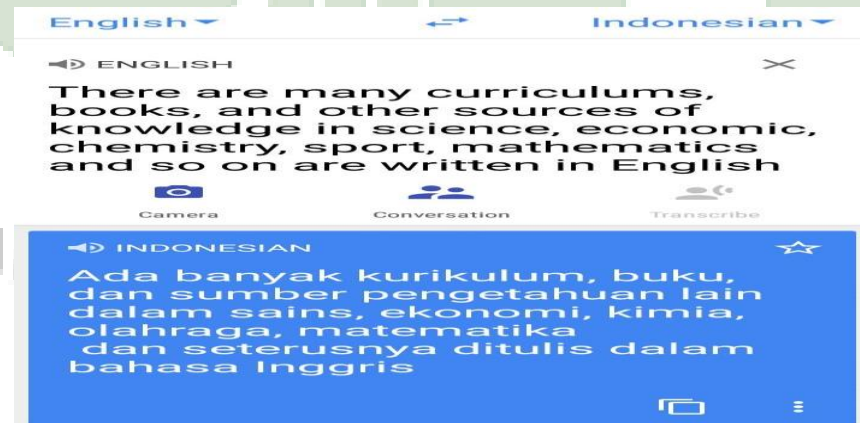 English Indonesian
ENGLISH
There are many curriculums,
books, and other sources of
knowledge in science, economic,
chemistry, sport, mathematics
and so on are written in English
Camera Conversation Transcribe
INDONESIAN
Ada banyak kurikulum, buku,
dan sumber pengetahuan lain
dalam sains, ekonomi, kimia,
olahraga, matematika
dan seterusnya ditulis dalam
bahasa Inggris